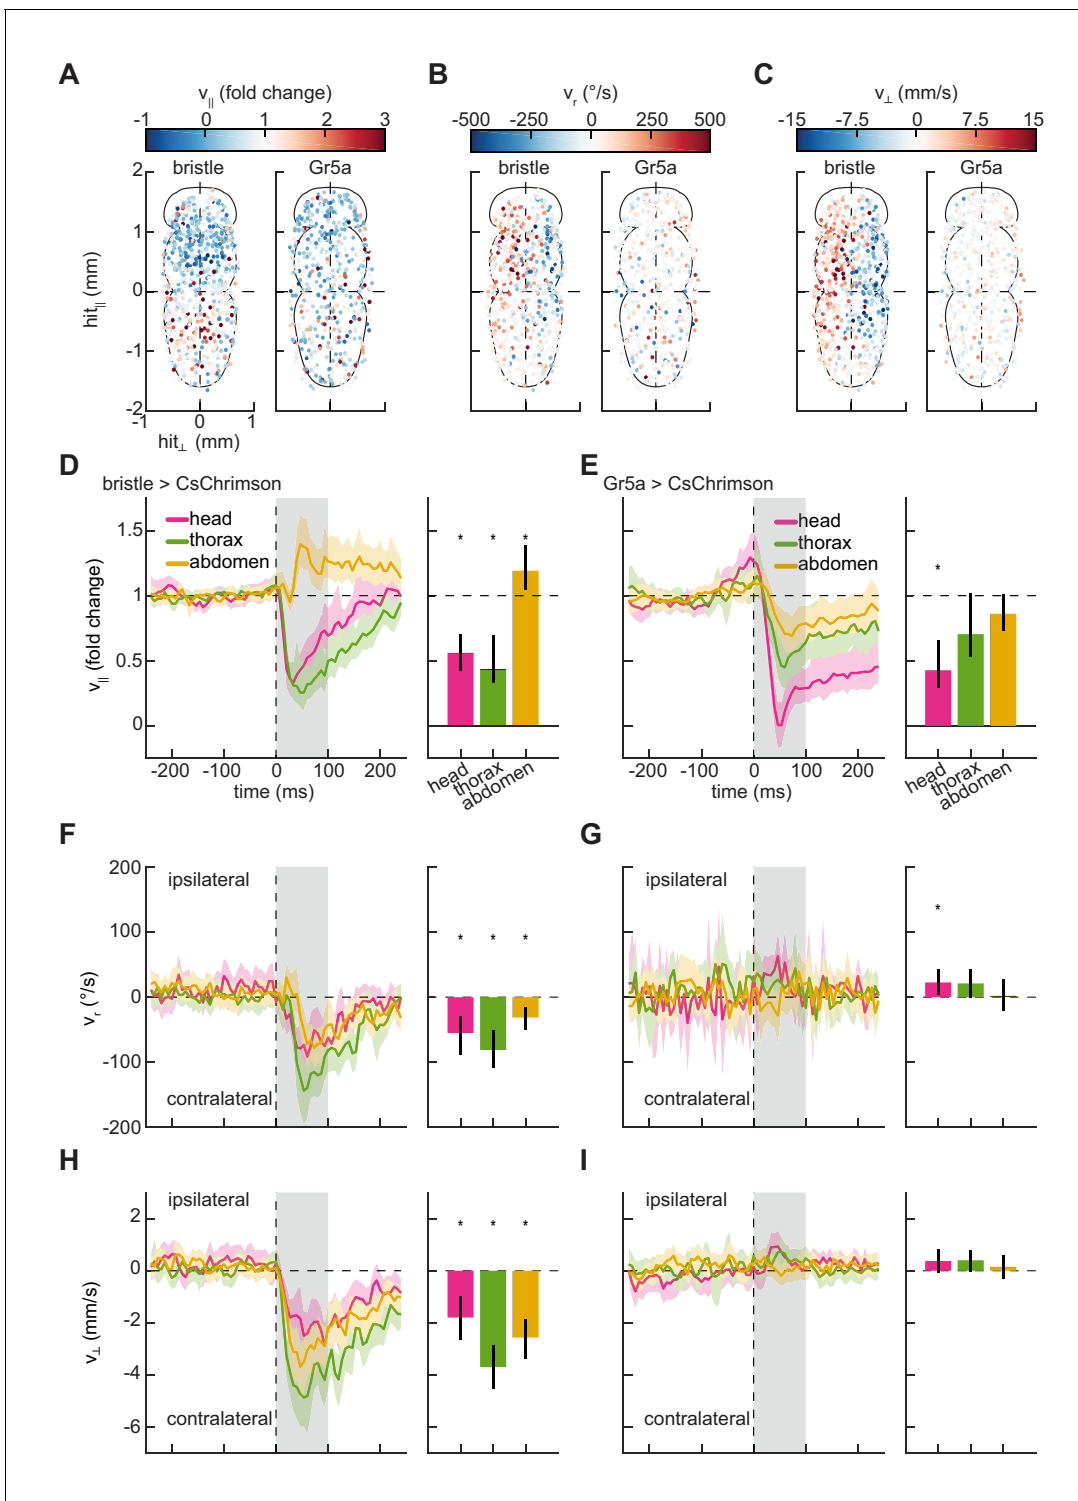 A
B
C
v|| (fold change)
vr (°/s)
v⊥ (mm/s)
-1 0 1 2 3
-500 -250 0 250 500
-15 -7.5 0 7.5 15
bristle Gr5a
bristle Gr5a
bristle Gr5a
hit|| (mm)
2
1
0
-1
-2
-1 0 1
hit⊥ (mm)
D
bristle > CsChrimson
head
thorax
abdomen
v|| (fold change)
1.5
1
0.5
0
* * *
-200 -100 0 100 200
time (ms)
head
thorax
abdomen
E
Gr5a > CsChrimson
head
thorax
abdomen
*
-200 -100 0 100 200
time (ms)
head
thorax
abdomen
F
vr (°/s)
200
100
0
-100
-200
ipsilateral
contralateral
* * *
G
ipsilateral
contralateral
*
H
v⊥ (mm/s)
2
0
-2
-4
-6
ipsilateral
contralateral
* * *
I
ipsilateral
contralateral